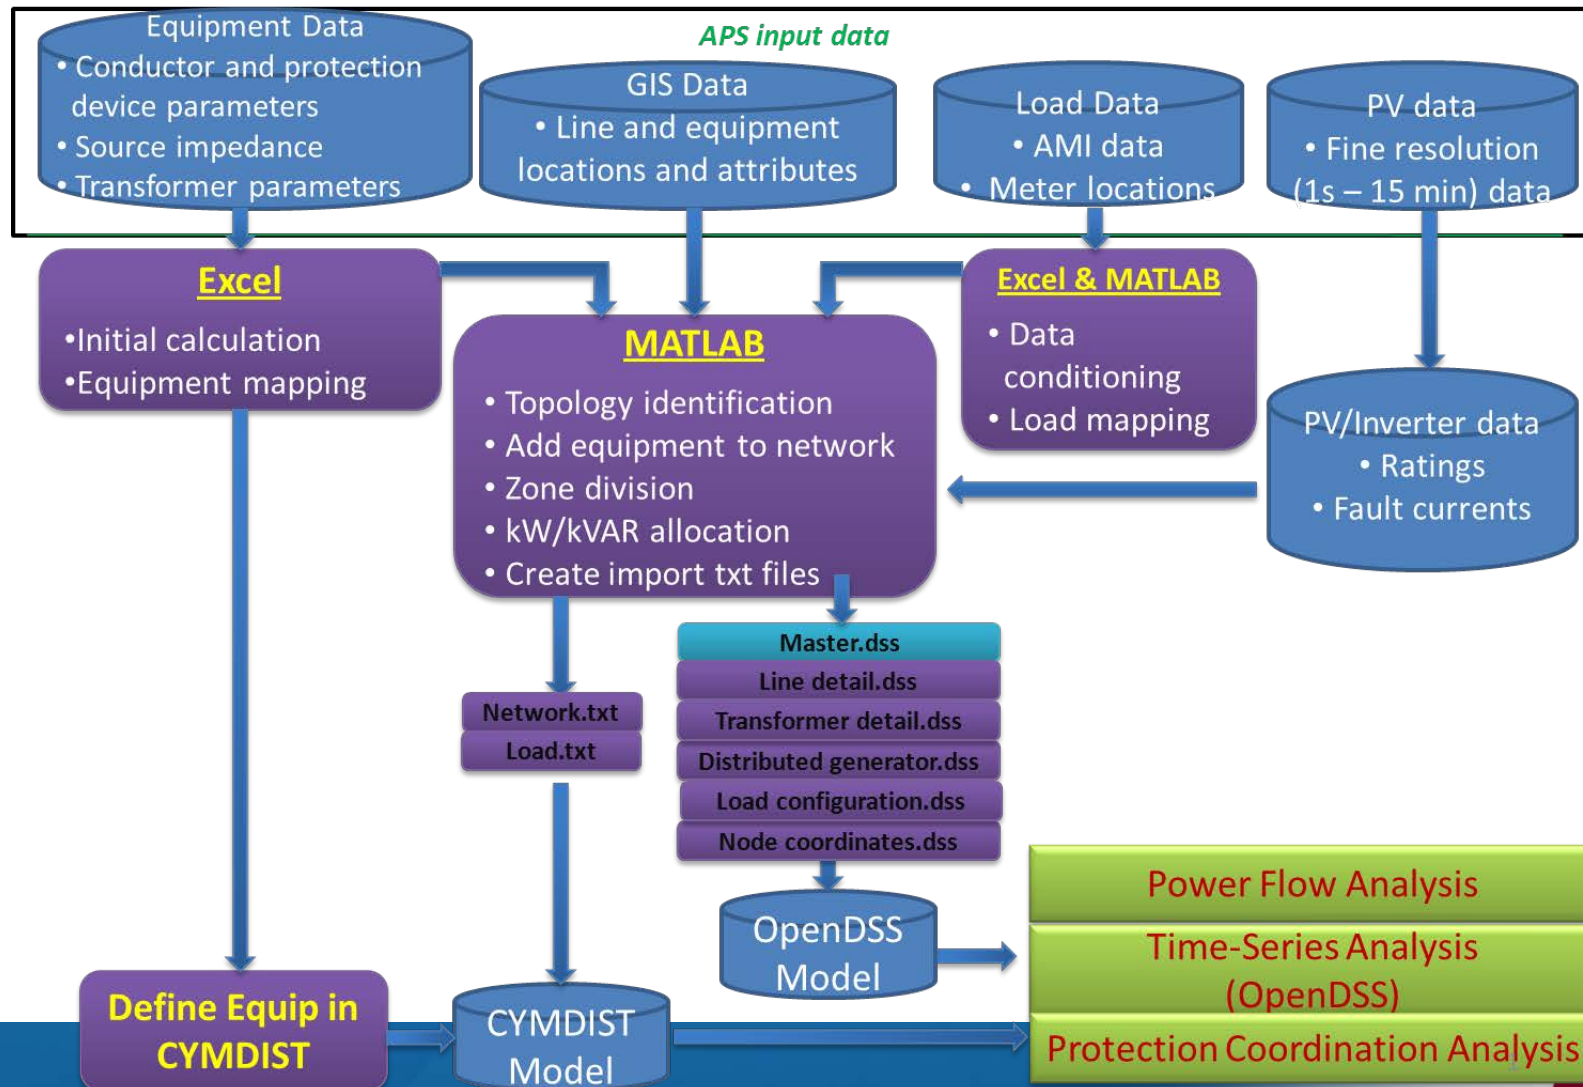 APS input data
Equipment Data
• Conductor and protection
device parameters
• Source impedance
• Transformer parameters
GIS Data
• Line and equipment
locations and attributes
Load Data
• AMI data
• Meter locations
PV data
• Fine resolution
(1s – 15 min) data
Excel
•Initial calculation
•Equipment mapping
MATLAB
• Topology identification
• Add equipment to network
• Zone division
• kW/kVAR allocation
• Create import txt files
Excel & MATLAB
• Data
conditioning
• Load mapping
PV/Inverter data
• Ratings
• Fault currents
Network.txt
Load.txt
Master.dss
Line detail.dss
Transformer detail.dss
Distributed generator.dss
Load configuration.dss
Node coordinates.dss
OpenDSS
Model
Define Equip in
CYMDIST
CYMDIST
Model
Power Flow Analysis
Time-Series Analysis
(OpenDSS)
Protection Coordination Analysis